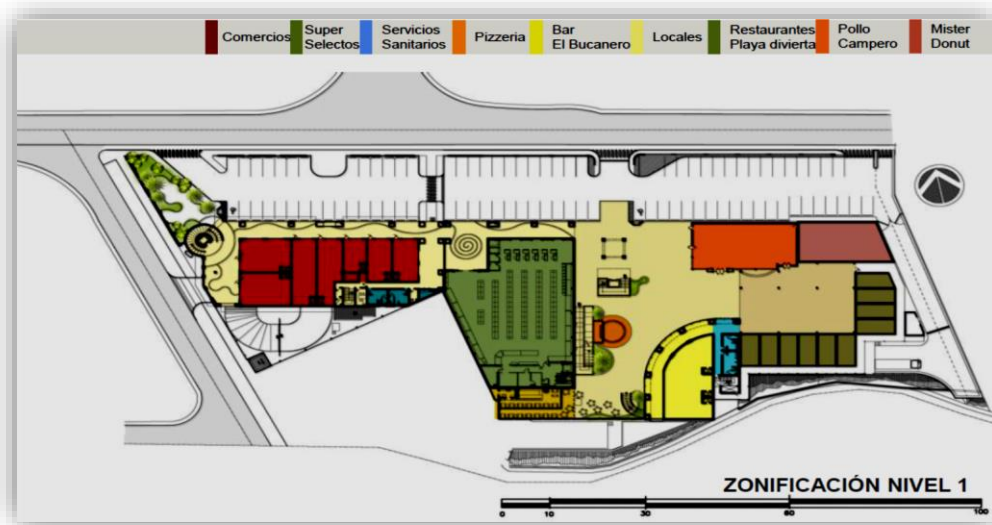 Comercios
Super
Selectos
Servicios
Sanitarios
Pizzeria
Bar
El Bucanero
Locales
Restaurantes
Playa divierta
Pollo
Campero
Mister
Donut
ZONIFICACIÓN NIVEL 1
0 10 30 60 100